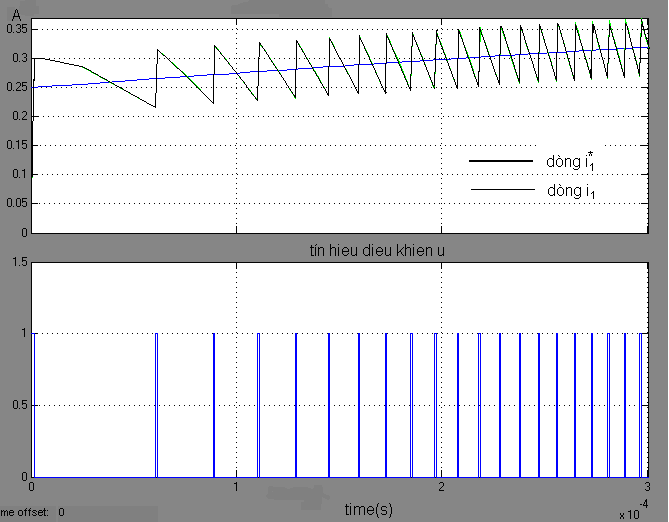 A
0.35
0.3
0.25
0.2
0.15
0.1
0.05
0
dòng i₁*
dòng i₁
tín hieu dieu khien u
1.5
1
0.5
0
0 1 2 3
x 10⁻⁴
time(s)
me offset: 0